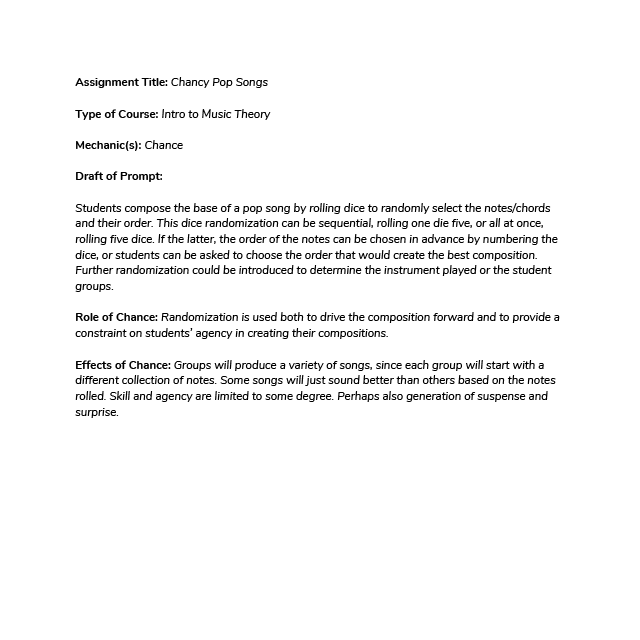 Assignment Title: Chancy Pop Songs
Type of Course: Intro to Music Theory
Mechanic(s): Chance
Draft of Prompt:
Students compose the base of a pop song by rolling dice to randomly select the notes/chords
and their order. This dice randomization can be sequential, rolling one die five, or all at once,
rolling five dice. If the latter, the order of the notes can be chosen in advance by numbering the
dice, or students can be asked to choose the order that would create the best composition.
Further randomization could be introduced to determine the instrument played or the student
groups.
Role of Chance: Randomization is used both to drive the composition forward and to provide a
constraint on students’ agency in creating their compositions.
Effects of Chance: Groups will produce a variety of songs, since each group will start with a
different collection of notes. Some songs will just sound better than others based on the notes
rolled. Skill and agency are limited to some degree. Perhaps also generation of suspense and
surprise.